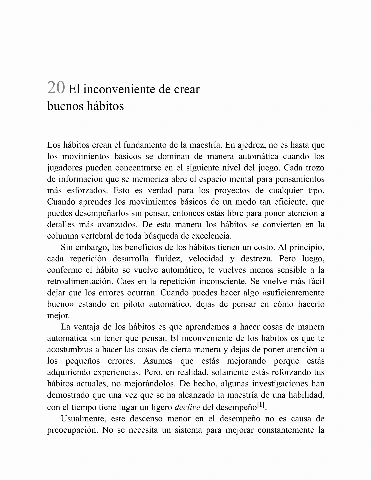 20 El inconveniente de crear
buenos hábitos
Los hábitos crean el fundamento de la maestría. En ajedrez, no es hasta que
los movimientos básicos se dominan de manera automática cuando los
jugadores pueden concentrarse en el siguiente nivel del juego. Cada trozo
de información que se memoriza abre el espacio mental para pensamientos
más esforzados. Esto es verdad para los proyectos de cualquier tipo.
Cuando aprendes los movimientos básicos de un modo tan eficiente, que
puedes desempeñarlos sin pensar, entonces estás libre para poner atención a
detalles más avanzados. De esta manera los hábitos se convierten en la
columna vertebral de toda búsqueda de excelencia.
Sin embargo, los beneficios de los hábitos tienen un costo. Al principio,
cada repetición desarrolla fluidez, velocidad y destreza. Pero luego,
conforme el hábito se vuelve automático, te vuelves menos sensible a la
retroalimentación. Caes en la repetición inconsciente. Se vuelve más fácil
dejar que los errores ocurran. Cuando puedes hacer algo «suficientemente
bueno» estando en piloto automático, dejas de pensar en cómo hacerlo
mejor.
La ventaja de los hábitos es que aprendemos a hacer cosas de manera
automática sin tener que pensar. El inconveniente de los hábitos es que te
acostumbras a hacer las cosas de cierta manera y dejas de poner atención a
los pequeños errores. Asumes que estás mejorando porque estás
adquiriendo experiencias. Pero, en realidad, solamente estás reforzando tus
hábitos actuales, no mejorándolos. De hecho, algunas investigaciones han
demostrado que una vez que se ha alcanzado la maestría de una habilidad,
con el tiempo tiene lugar un ligero declive del desempeño[1].
Usualmente, este descenso menor en el desempeño no es causa de
preocupación. No se necesita un sistema para mejorar constantemente la